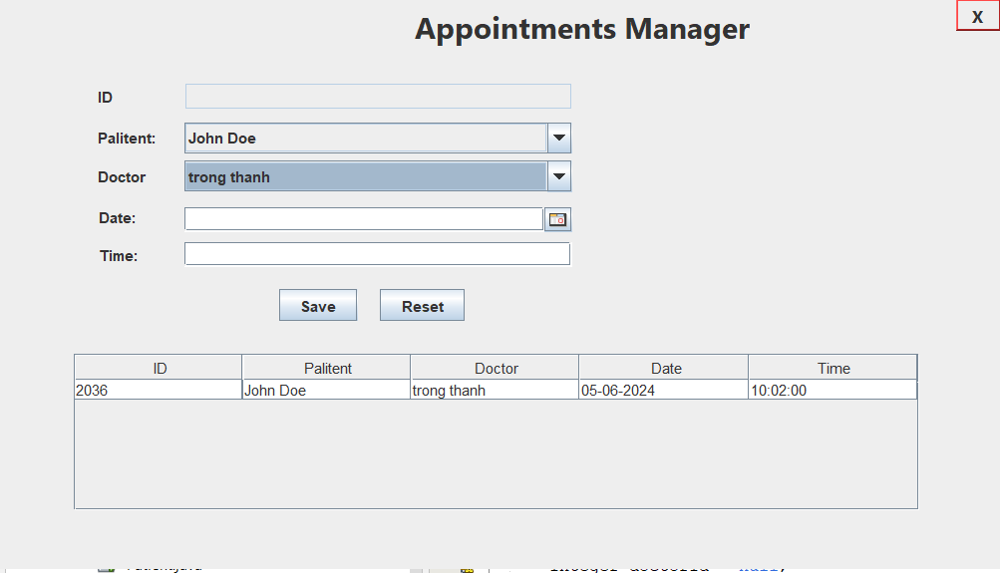 Appointments Manager
X
ID
Palitent: John Doe
Doctor trong thanh
Date:
Time:
Save Reset
ID Palitent Doctor Date Time
2036 John Doe trong thanh 05-06-2024 10:02:00